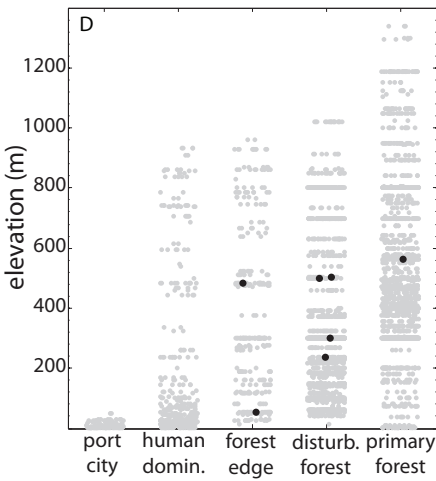 D
1200
1000
800
600
400
200
elevation (m)
port city
human domin.
forest edge
disturb. forest
primary forest